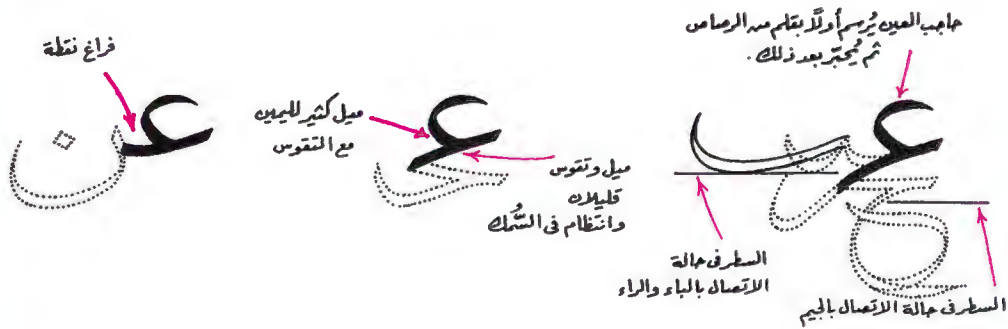 حاجب العين يُرسم أولاً بقلم من الرصاص
ثم يُحبّر بعد ذلك .
السطر فى حالة
الاتصال بالباء والراء
السطر فى حالة الاتصال بالجيم
ميل كثير لليمين
مع التقوس
ميل وتقوس
قليلان
وانتظام فى السُّمك
فراغ نقطة